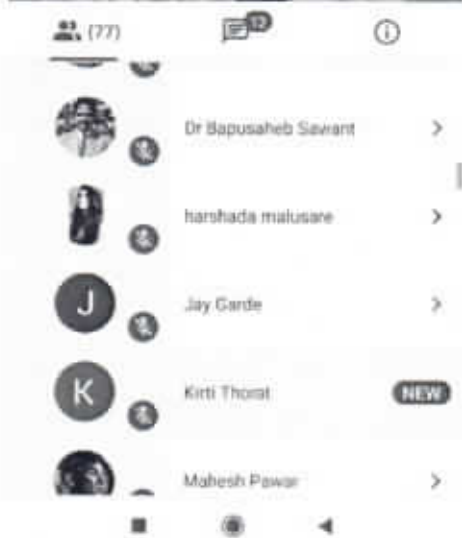 (77)
12
Dr Bapusaheb Sawant
harshada malusare
J
Jay Garde
K
Kirti Thorat
NEW
Mahesh Pawar